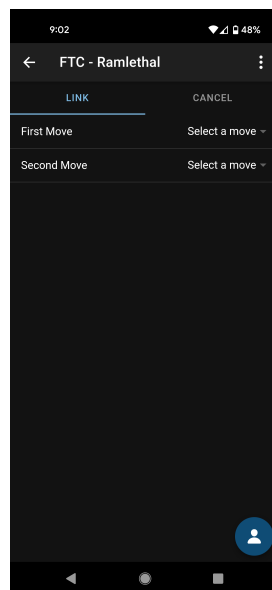 9:02 48%
FTC - Ramlethal
LINK CANCEL
First Move Select a move
Second Move Select a move